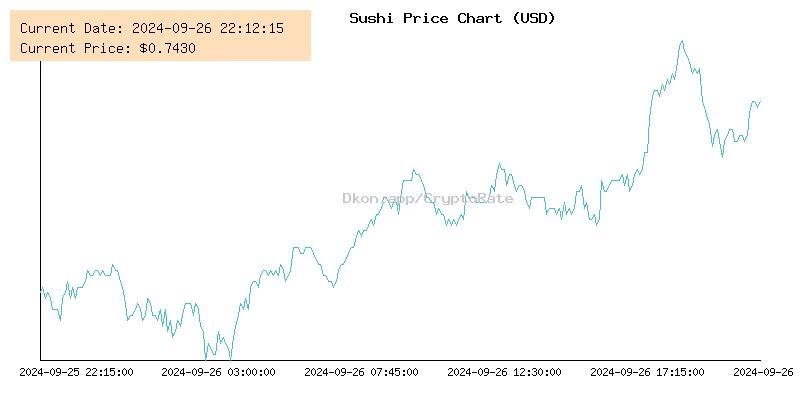 Sushi Price Chart (USD)
Current Date: 2024-09-26 22:12:15
Current Price: $0.7430
Dkon.app/CryptoRate
2024-09-25 22:15:00 2024-09-26 03:00:00 2024-09-26 07:45:00 2024-09-26 12:30:00 2024-09-26 17:15:00 2024-09-26